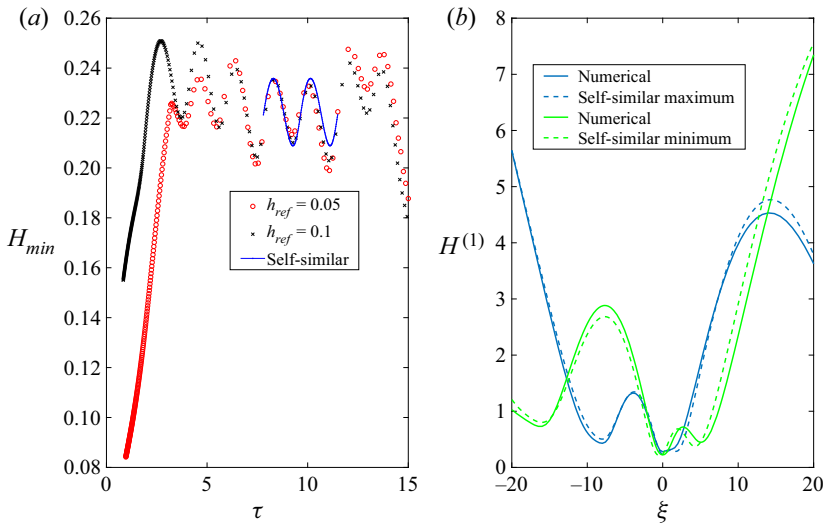 (a)
0.26
0.24
0.22
0.20
0.18
0.16
0.14
0.12
0.10
0.08
H_min
h_ref = 0.05
h_ref = 0.1
Self-similar
0 5 10 15
τ
(b)
8
7
6
5
4
3
2
1
0
H^(1)
Numerical
Self-similar maximum
Numerical
Self-similar minimum
–20 –10 0 10 20
ξ